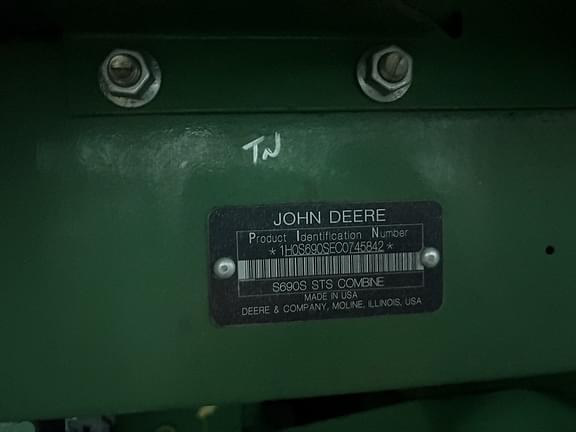 TN
JOHN DEERE
Product Identification Number
*1H0S690SEC0745842*
S690S STS COMBINE
MADE IN USA
DEERE & COMPANY, MOLINE, ILLINOIS, USA